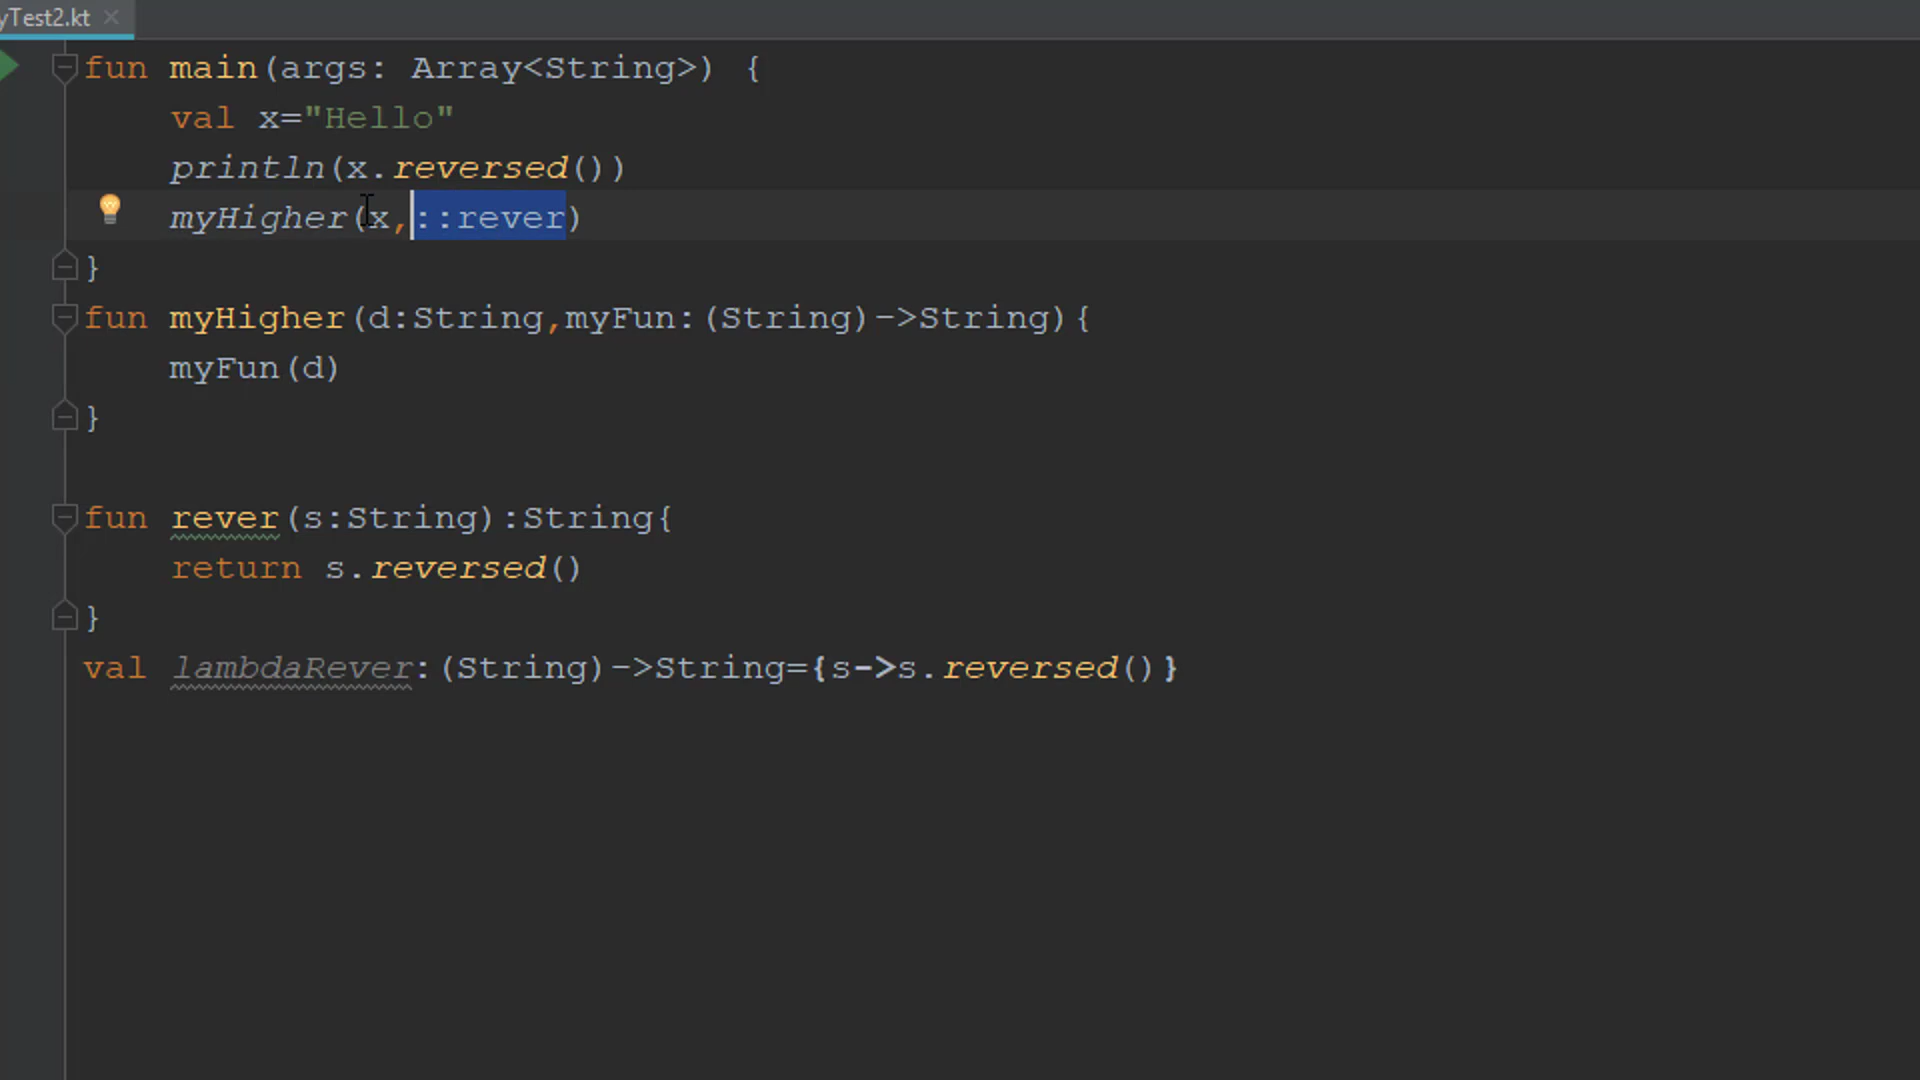 yTest2.kt
fun main(args: Array<String>) {
val x="Hello"
println(x.reversed())
myHigher(x,::rever)
}
fun myHigher(d:String,myFun:(String)->String){
myFun(d)
}
fun rever(s:String):String{
return s.reversed()
}
val lambdaRever:(String)->String={s->s.reversed()}